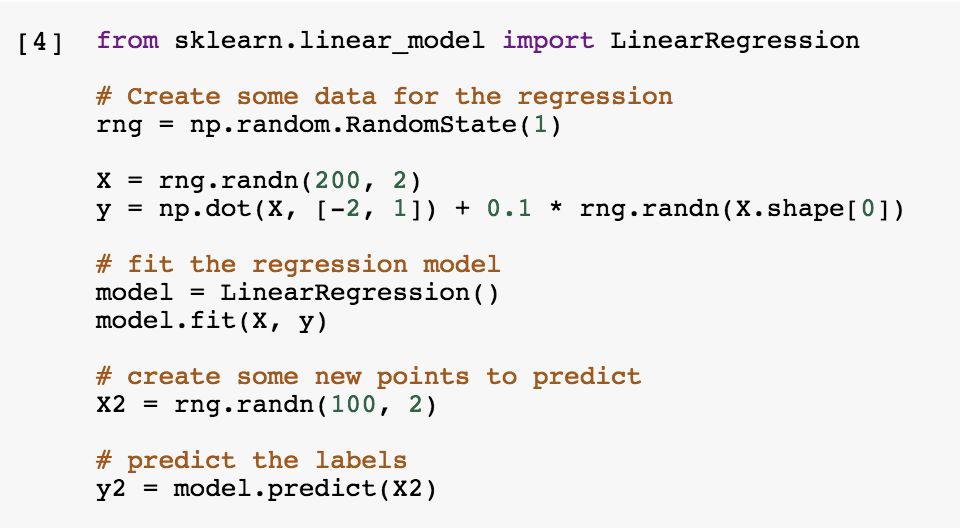 [4] from sklearn.linear_model import LinearRegression
# Create some data for the regression
rng = np.random.RandomState(1)
X = rng.randn(200, 2)
y = np.dot(X, [-2, 1]) + 0.1 * rng.randn(X.shape[0])
# fit the regression model
model = LinearRegression()
model.fit(X, y)
# create some new points to predict
X2 = rng.randn(100, 2)
# predict the labels
y2 = model.predict(X2)